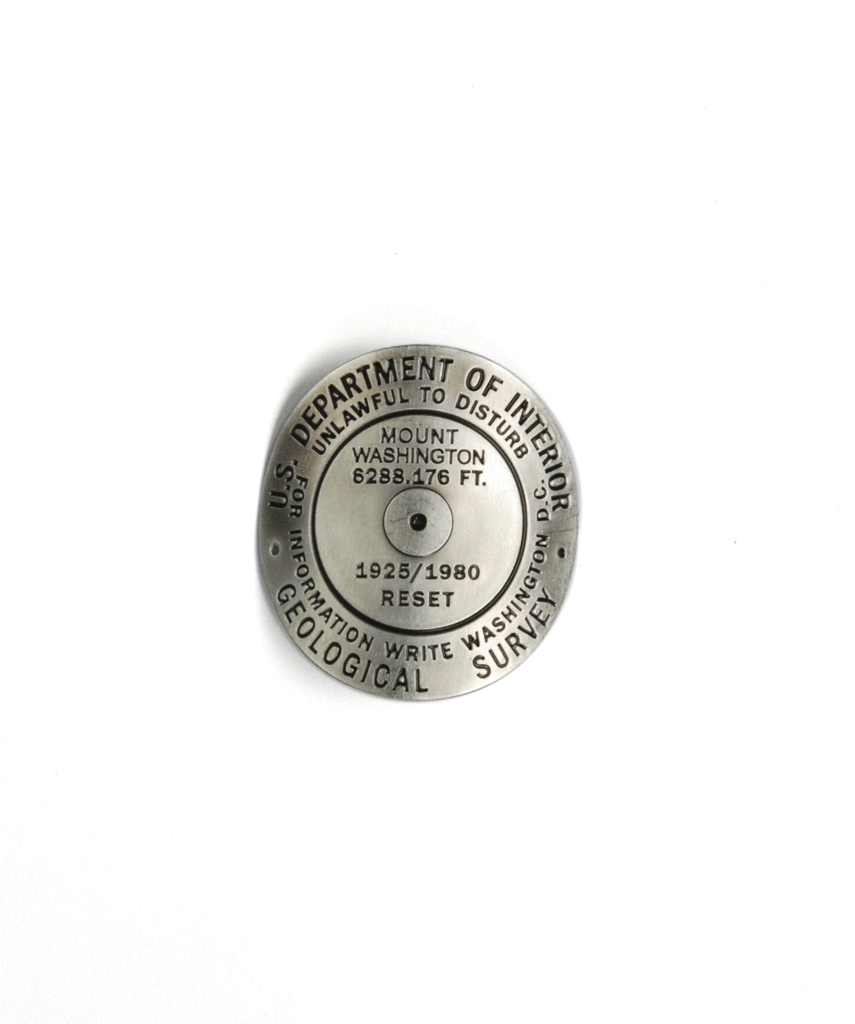 U.S. DEPARTMENT OF INTERIOR
UNLAWFUL TO DISTURB
MOUNT
WASHINGTON
6288.176 FT.
1925/1980
RESET
FOR INFORMATION WRITE WASHINGTON D.C.
GEOLOGICAL SURVEY